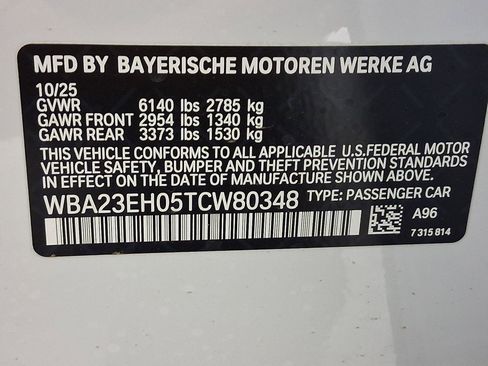 MFD BY BAYERISCHE MOTOREN WERKE AG
10/25
GVWR 6140 lbs 2785 kg
GAWR FRONT 2954 lbs 1340 kg
GAWR REAR 3373 lbs 1530 kg
THIS VEHICLE CONFORMS TO ALL APPLICABLE U.S.FEDERAL MOTOR
VEHICLE SAFETY, BUMPER AND THEFT PREVENTION STANDARDS
IN EFFECT ON THE DATE OF MANUFACTURE SHOWN ABOVE.
WBA23EH05TCW80348 TYPE: PASSENGER CAR
A96
7 315 814